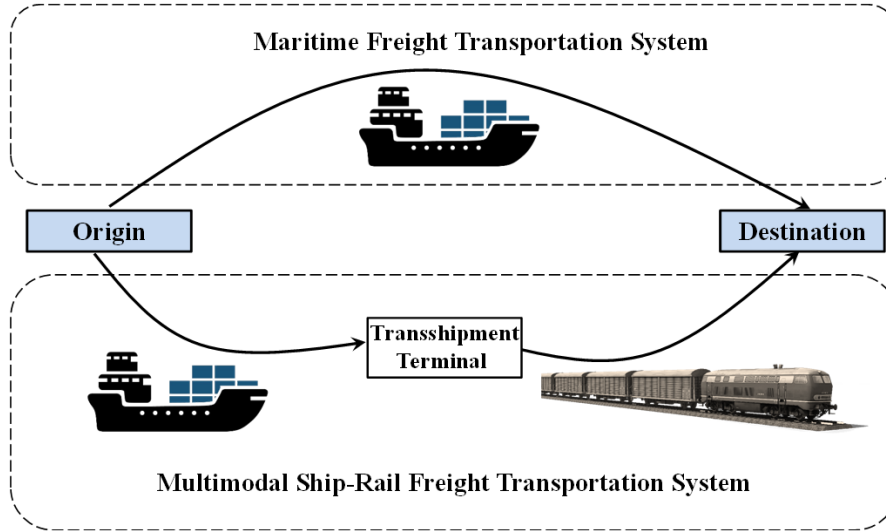 Maritime Freight Transportation System
Origin
Destination
Transshipment
Terminal
Multimodal Ship-Rail Freight Transportation System